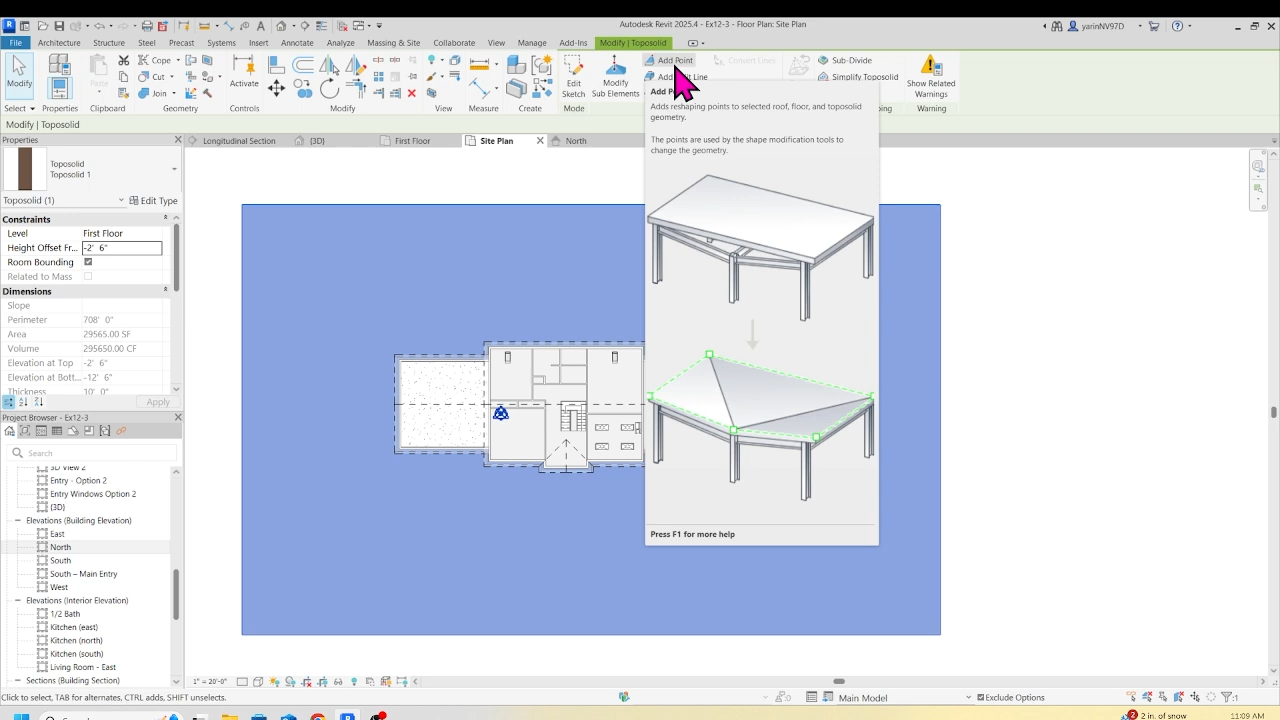 Autodesk Revit 2025.4 - Ex12-3 - Floor Plan: Site Plan
yarinNV97D
File Architecture Structure Steel Precast Systems Insert Annotate Analyze Massing & Site Collaborate View Manage Add-Ins Modify | Toposolid
Modify
Cope
Cut
Join
Activate
Edit
Sketch
Modify
Sub Elements
Add Point
Convert Lines
Sub-Divide
Simplify Toposolid
Show Related
Warnings
Select Properties Clipboard Geometry Controls Modify View Measure Create Mode Warning
Modify | Toposolid
Properties
Longitudinal Section {3D} First Floor Site Plan North
Toposolid
Toposolid 1
Toposolid (1) Edit Type
Constraints
Level First Floor
Height Offset Fr... -2' 6"
Room Bounding
Related to Mass
Dimensions
Slope
Perimeter 708' 0"
Area 29565.00 SF
Volume 295650.00 CF
Elevation at Top -2' 6"
Elevation at Bott... -12' 6"
Thickness 10' 0"
Apply
Project Browser - Ex12-3
Search
3D View 2
Entry - Option 2
Entry Windows Option 2
{3D}
Elevations (Building Elevation)
East
North
South
South – Main Entry
West
Elevations (Interior Elevation)
1/2 Bath
Kitchen (east)
Kitchen (north)
Kitchen (south)
Living Room - East
Sections (Building Section)
Adds reshaping points to selected roof, floor, and toposolid
geometry.
The points are used by the shape modification tools to
change the geometry.
Press F1 for more help
1" = 20'-0"
Click to select, TAB for alternates, CTRL adds, SHIFT unselects.
:0
Main Model
Exclude Options
:1
2
2 in. of snow
11:09 AM